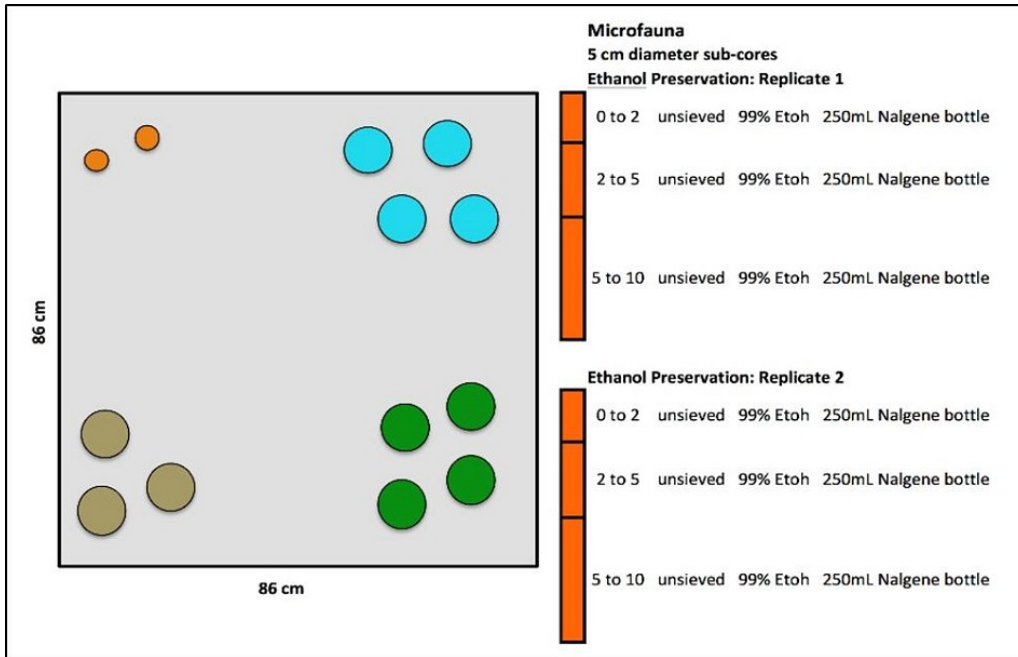 Microfauna
5 cm diameter sub-cores
Ethanol Preservation: Replicate 1
0 to 2 unsieved 99% Etoh 250mL Nalgene bottle
2 to 5 unsieved 99% Etoh 250mL Nalgene bottle
5 to 10 unsieved 99% Etoh 250mL Nalgene bottle
86 cm
Ethanol Preservation: Replicate 2
0 to 2 unsieved 99% Etoh 250mL Nalgene bottle
2 to 5 unsieved 99% Etoh 250mL Nalgene bottle
5 to 10 unsieved 99% Etoh 250mL Nalgene bottle
86 cm